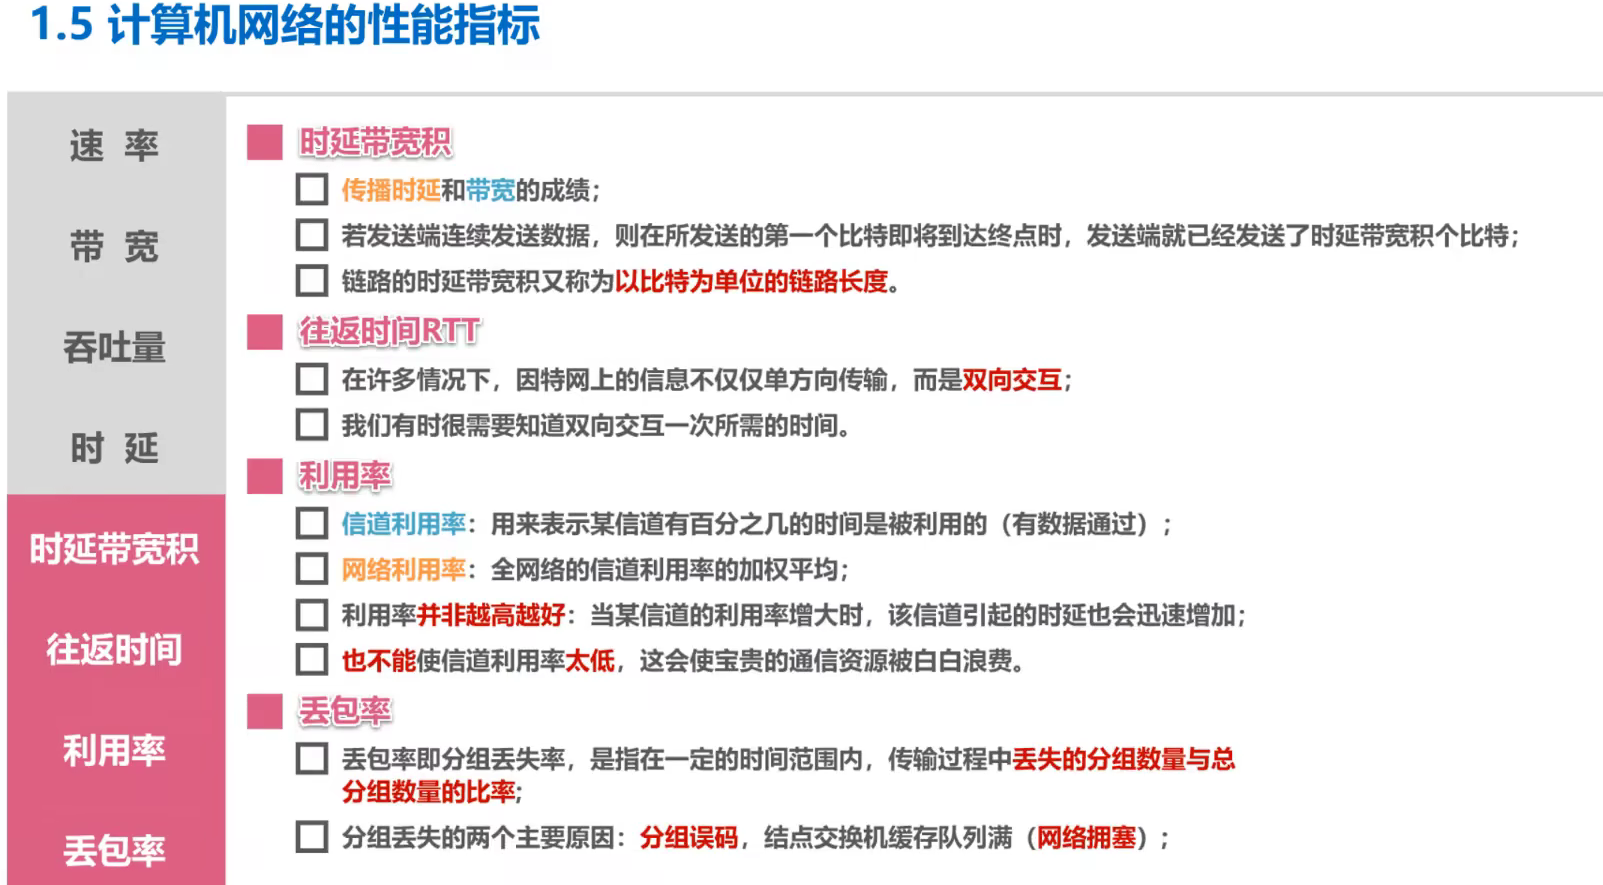 1.5 计算机网络的性能指标
速 率
带 宽
吞吐量
时 延
时延带宽积
往返时间
利用率
丢包率
时延带宽积
传播时延和带宽的成绩；
若发送端连续发送数据，则在所发送的第一个比特即将到达终点时，发送端就已经发送了时延带宽积个比特；
链路的时延带宽积又称为以比特为单位的链路长度。
往返时间RTT
在许多情况下，因特网上的信息不仅仅单方向传输，而是双向交互；
我们有时很需要知道双向交互一次所需的时间。
利用率
信道利用率：用来表示某信道有百分之几的时间是被利用的（有数据通过）；
网络利用率：全网络的信道利用率的加权平均；
利用率并非越高越好：当某信道的利用率增大时，该信道引起的时延也会迅速增加；
也不能使信道利用率太低，这会使宝贵的通信资源被白白浪费。
丢包率
丢包率即分组丢失率，是指在一定的时间范围内，传输过程中丢失的分组数量与总
分组数量的比率；
分组丢失的两个主要原因：分组误码，结点交换机缓存队列满（网络拥塞）；